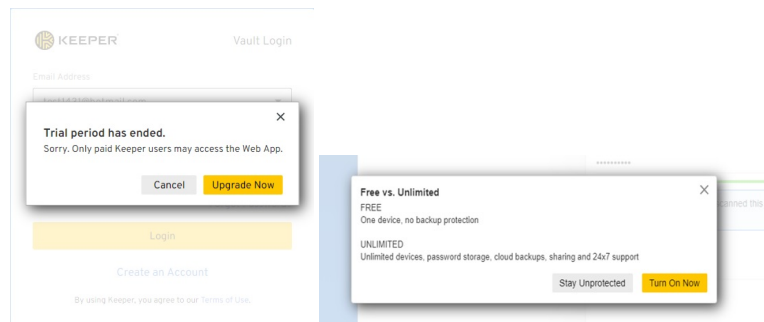 KEEPER
Vault Login
Email Address
Trial period has ended.
Sorry. Only paid Keeper users may access the Web App.
Cancel
Upgrade Now
Login
Create an Account
By using Keeper, you agree to our Terms of Use.
••••••••••
canned this
Free vs. Unlimited
FREE
One device, no backup protection
UNLIMITED
Unlimited devices, password storage, cloud backups, sharing and 24x7 support
Stay Unprotected
Turn On Now